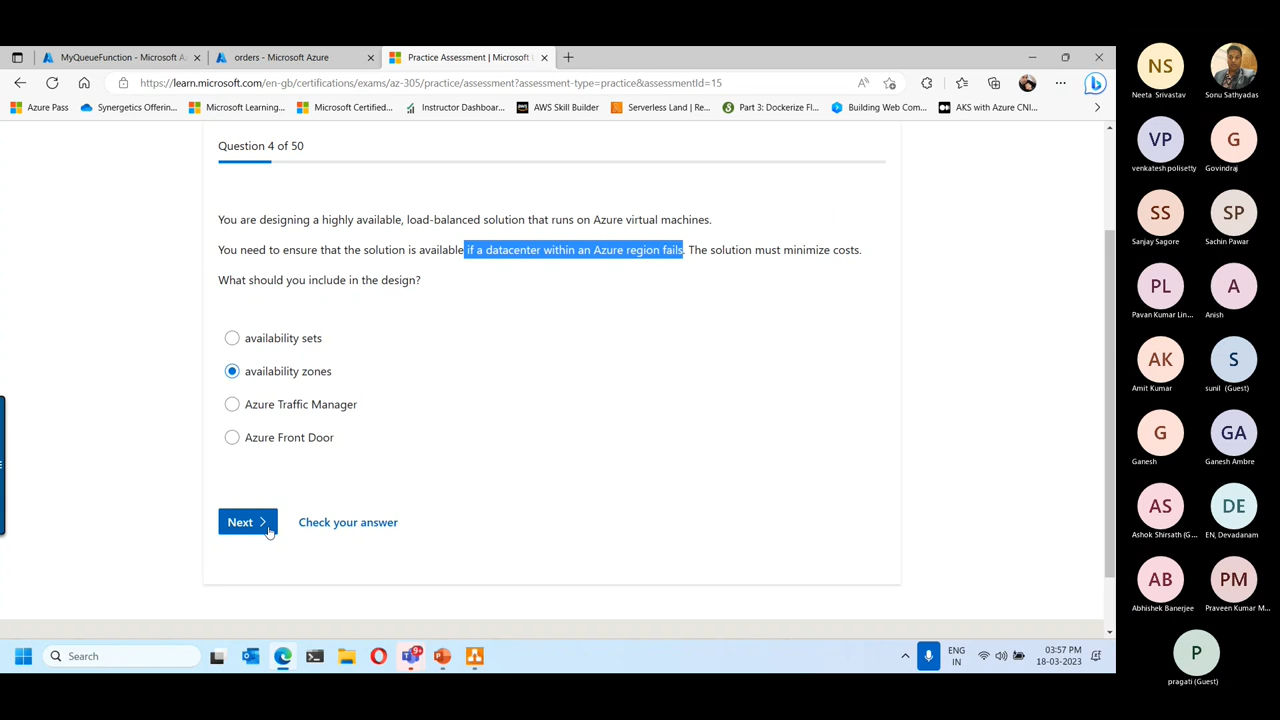 MyQueueFunction - Microsoft A
orders - Microsoft Azure
Practice Assessment | Microsoft
https://learn.microsoft.com/en-gb/certifications/exams/az-305/practice/assessment?assessment-type=practice&assessmentId=15
Azure Pass
Synergetics Offerin...
Microsoft Learning...
Microsoft Certified...
Instructor Dashboar...
AWS Skill Builder
Serverless Land | Re...
Part 3: Dockerize Fl...
Building Web Com...
AKS with Azure CNI...
Question 4 of 50
You are designing a highly available, load-balanced solution that runs on Azure virtual machines.
You need to ensure that the solution is available if a datacenter within an Azure region fails. The solution must minimize costs.
What should you include in the design?
availability sets
availability zones
Azure Traffic Manager
Azure Front Door
Next
Check your answer
Search
9+
ENG
IN
03:57 PM
18-03-2023
NS
Neeta Srivastav
Sonu Sathyadas
VP
venkatesh polisetty
G
Govindraj
SS
Sanjay Sagore
SP
Sachin Pawar
PL
Pavan Kumar Lin...
A
Anish
AK
Amit Kumar
S
sunil (Guest)
G
Ganesh
GA
Ganesh Ambre
AS
Ashok Shirsath (G...
DE
EN, Devadanam
AB
Abhishek Banerjee
PM
Praveen Kumar M...
P
pragati (Guest)